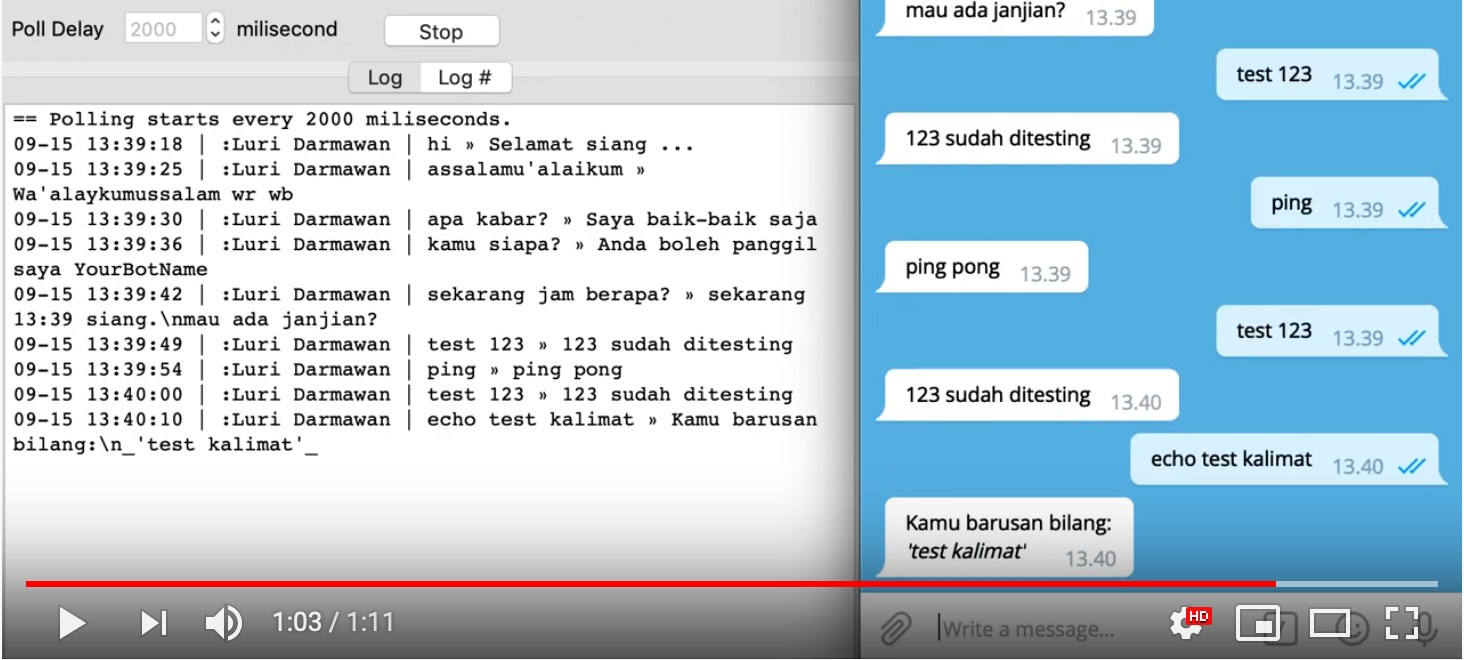 Poll Delay 2000 milisecond Stop
Log Log #
== Polling starts every 2000 miliseconds.
09-15 13:39:18 | :Luri Darmawan | hi » Selamat siang ...
09-15 13:39:25 | :Luri Darmawan | assalamu'alaikum »
Wa'alaykumussalam wr wb
09-15 13:39:30 | :Luri Darmawan | apa kabar? » Saya baik-baik saja
09-15 13:39:36 | :Luri Darmawan | kamu siapa? » Anda boleh panggil
saya YourBotName
09-15 13:39:42 | :Luri Darmawan | sekarang jam berapa? » sekarang
13:39 siang.\nmau ada janjian?
09-15 13:39:49 | :Luri Darmawan | test 123 » 123 sudah ditesting
09-15 13:39:54 | :Luri Darmawan | ping » ping pong
09-15 13:40:00 | :Luri Darmawan | test 123 » 123 sudah ditesting
09-15 13:40:10 | :Luri Darmawan | echo test kalimat » Kamu barusan
bilang:\n_'test kalimat'_
mau ada janjian? 13.39
test 123 13.39
123 sudah ditesting 13.39
ping 13.39
ping pong 13.39
test 123 13.39
123 sudah ditesting 13.40
echo test kalimat 13.40
Kamu barusan bilang:
'test kalimat' 13.40
Write a message...
1:03 / 1:11
HD